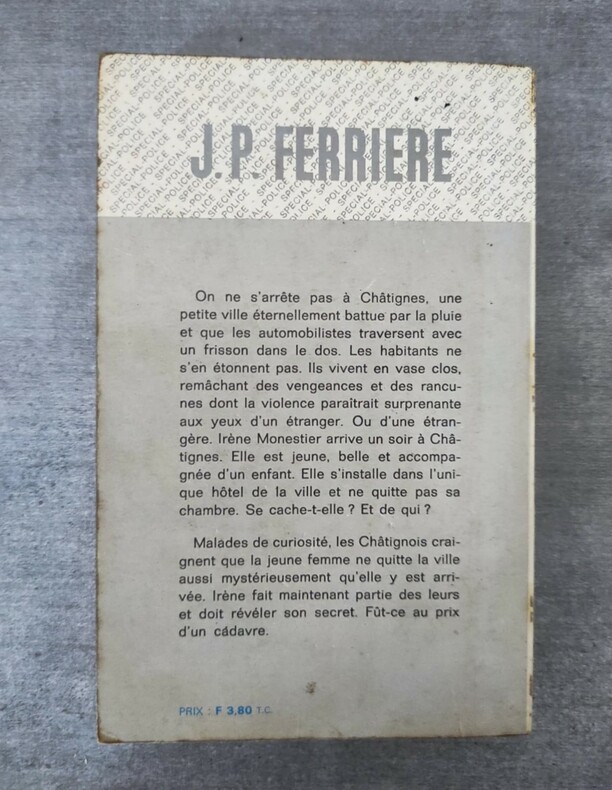 J.P. FERRIERE
On ne s'arrête pas à Châtignes, une
petite ville éternellement battue par la pluie
et que les automobilistes traversent avec
un frisson dans le dos. Les habitants ne
s'en étonnent pas. Ils vivent en vase clos,
remâchant des vengeances et des rancu-
nes dont la violence paraîtrait surprenante
aux yeux d'un étranger. Ou d'une étran-
gère. Irène Monestier arrive un soir à Châ-
tignes. Elle est jeune, belle et accompa-
gnée d'un enfant. Elle s'installe dans l'uni-
que hôtel de la ville et ne quitte pas sa
chambre. Se cache-t-elle ? Et de qui ?
Malades de curiosité, les Châtignois crai-
gnent que la jeune femme ne quitte la ville
aussi mystérieusement qu'elle y est arri-
vée. Irène fait maintenant partie des leurs
et doit révéler son secret. Fût-ce au prix
d'un cadavre.
PRIX : F 3,80 T.C.